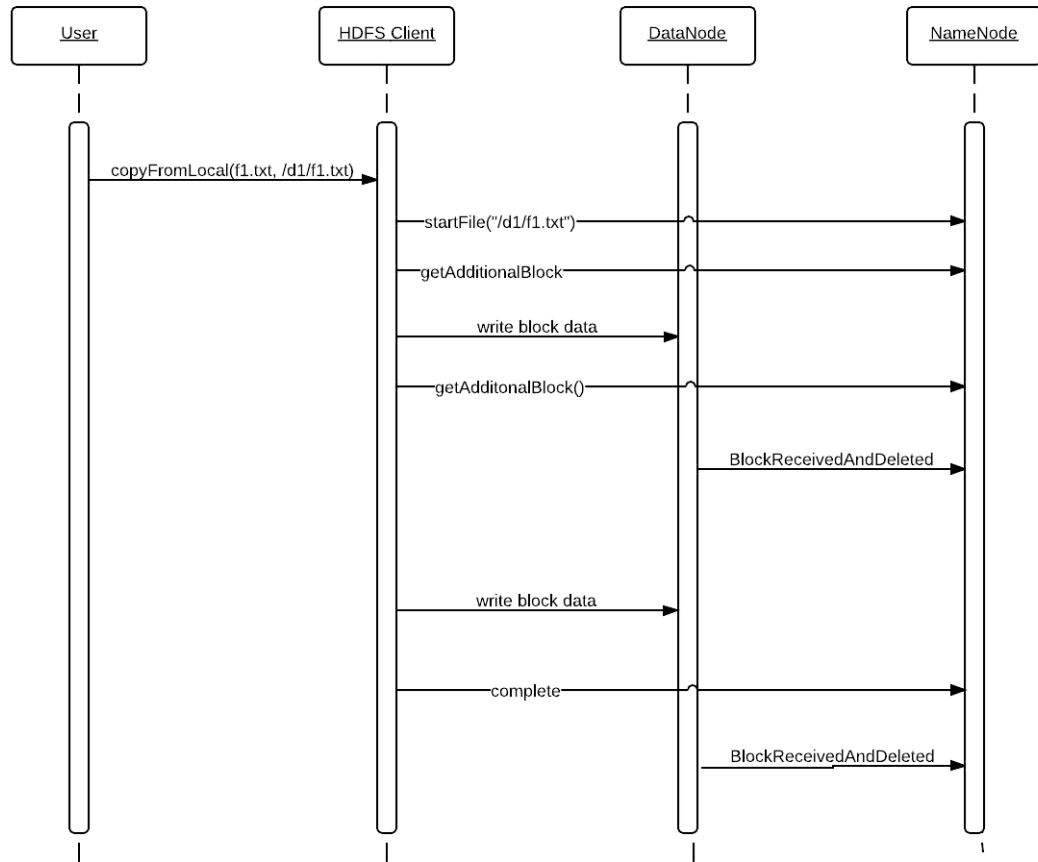 User
HDFS Client
DataNode
NameNode
copyFromLocal(f1.txt, /d1/f1.txt)
startFile("/d1/f1.txt")
getAdditionalBlock
write block data
getAdditonalBlock()
BlockReceivedAndDeleted
write block data
complete
BlockReceivedAndDeleted